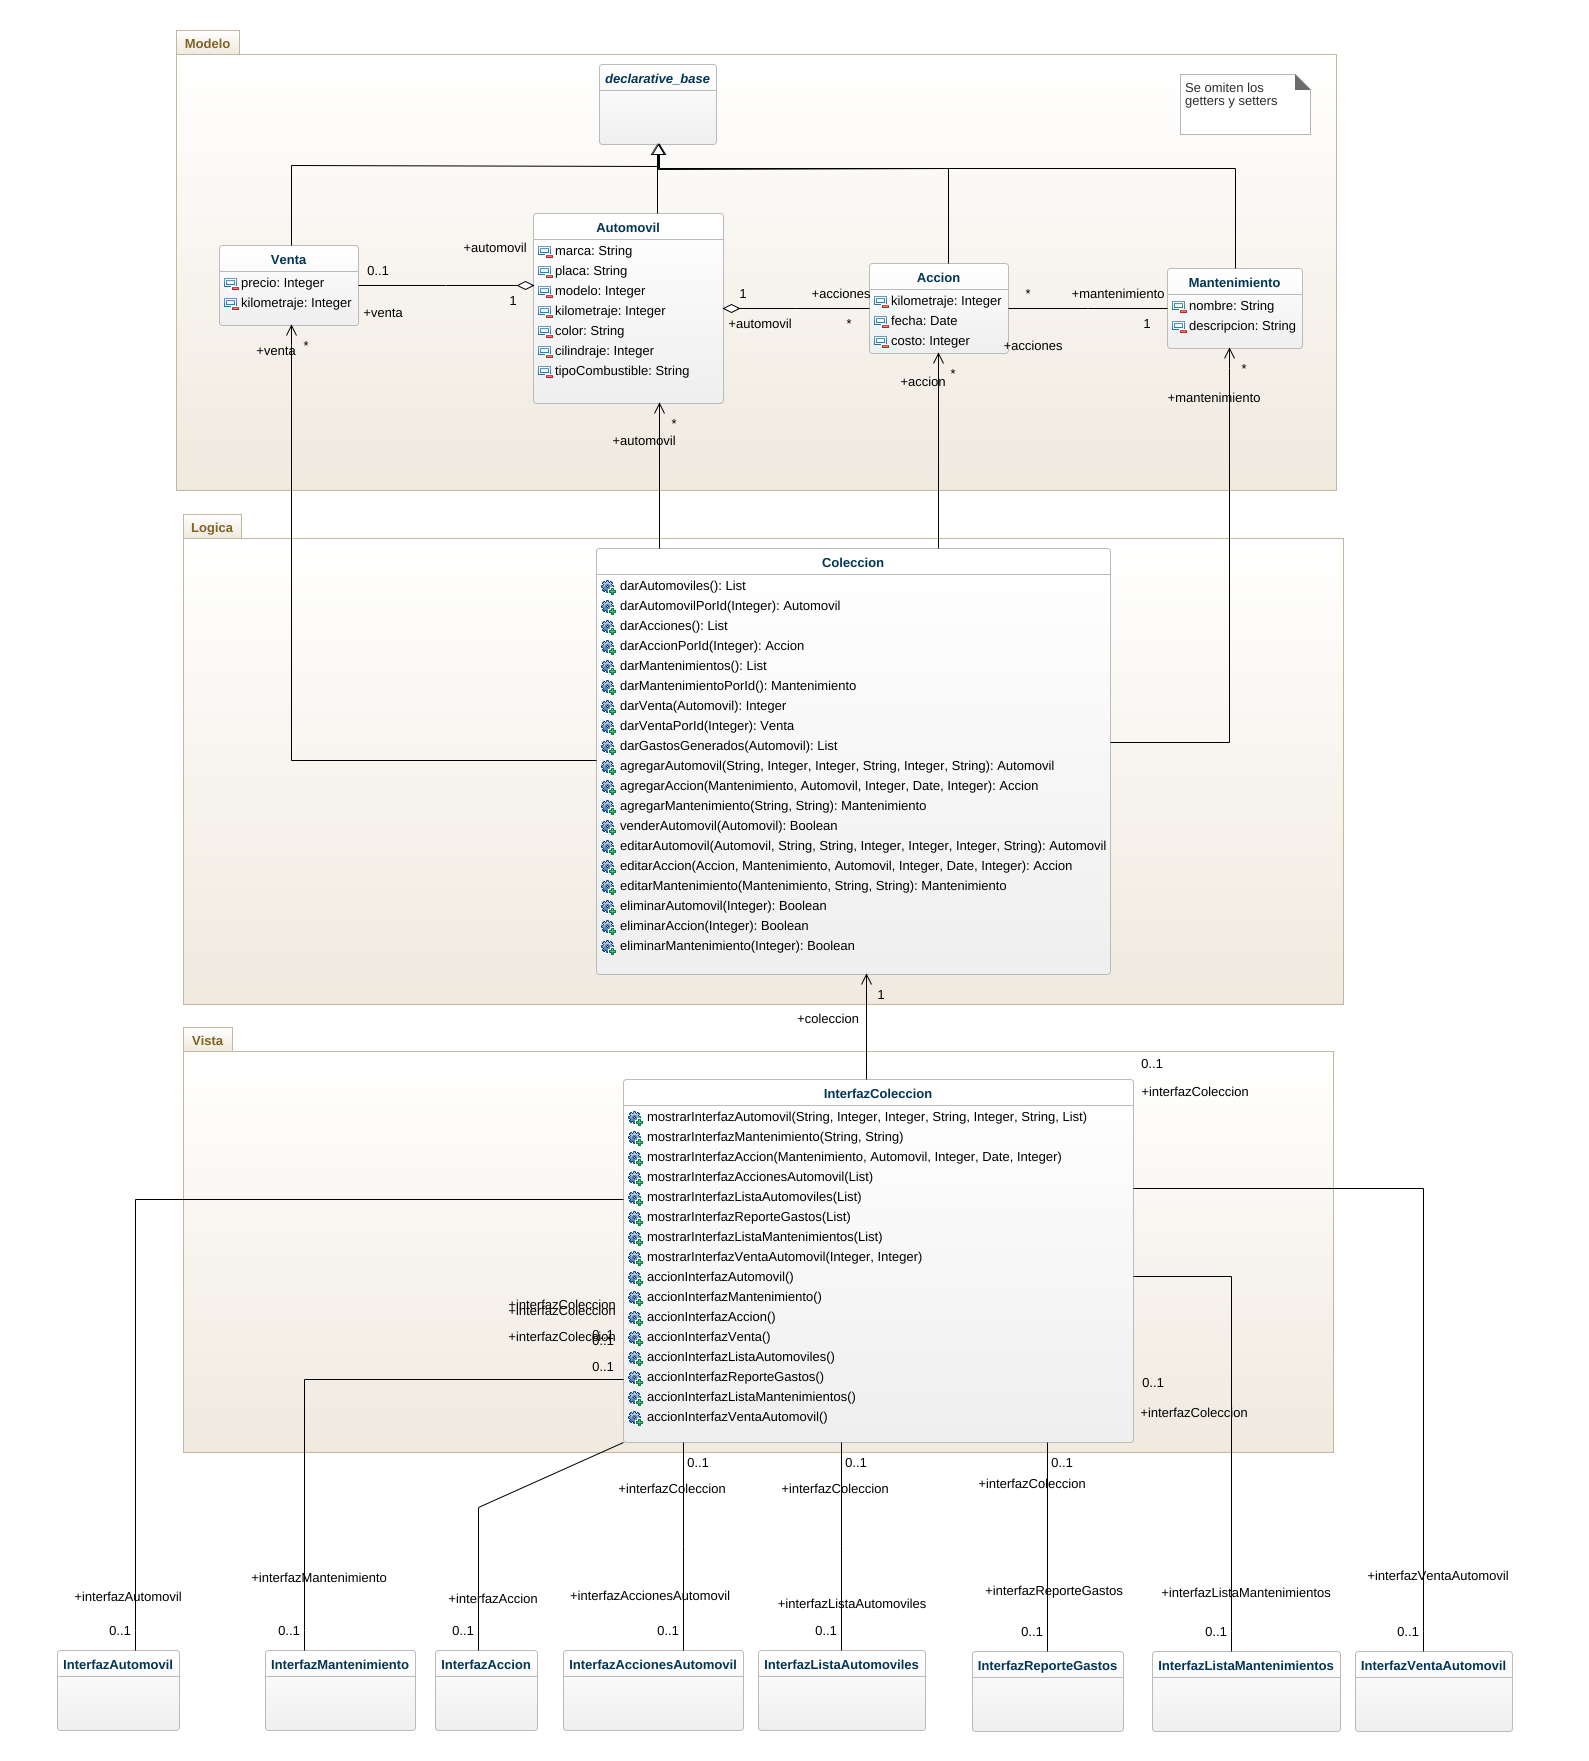 Modelo
declarative_base
Se omiten los
getters y setters
Automovil
marca: String
placa: String
modelo: Integer
kilometraje: Integer
color: String
cilindraje: Integer
tipoCombustible: String
Venta
precio: Integer
kilometraje: Integer
+automovil
0..1
1
+venta
+venta
*
Accion
kilometraje: Integer
fecha: Date
costo: Integer
1
+acciones
+automovil
*
Mantenimiento
nombre: String
descripcion: String
*
+mantenimiento
1
+acciones
*
+accion
*
+mantenimiento
*
+automovil
Logica
Coleccion
darAutomoviles(): List
darAutomovilPorId(Integer): Automovil
darAcciones(): List
darAccionPorId(Integer): Accion
darMantenimientos(): List
darMantenimientoPorId(): Mantenimiento
darVenta(Automovil): Integer
darVentaPorId(Integer): Venta
darGastosGenerados(Automovil): List
agregarAutomovil(String, Integer, Integer, String, Integer, String): Automovil
agregarAccion(Mantenimiento, Automovil, Integer, Date, Integer): Accion
agregarMantenimiento(String, String): Mantenimiento
venderAutomovil(Automovil): Boolean
editarAutomovil(Automovil, String, String, Integer, Integer, Integer, String): Automovil
editarAccion(Accion, Mantenimiento, Automovil, Integer, Date, Integer): Accion
editarMantenimiento(Mantenimiento, String, String): Mantenimiento
eliminarAutomovil(Integer): Boolean
eliminarAccion(Integer): Boolean
eliminarMantenimiento(Integer): Boolean
1
+coleccion
Vista
0..1
+interfazColeccion
InterfazColeccion
mostrarInterfazAutomovil(String, Integer, Integer, String, Integer, String, List)
mostrarInterfazMantenimiento(String, String)
mostrarInterfazAccion(Mantenimiento, Automovil, Integer, Date, Integer)
mostrarInterfazAccionesAutomovil(List)
mostrarInterfazListaAutomoviles(List)
mostrarInterfazReporteGastos(List)
mostrarInterfazListaMantenimientos(List)
mostrarInterfazVentaAutomovil(Integer, Integer)
accionInterfazAutomovil()
accionInterfazMantenimiento()
accionInterfazAccion()
accionInterfazVenta()
accionInterfazListaAutomoviles()
accionInterfazReporteGastos()
accionInterfazListaMantenimientos()
accionInterfazVentaAutomovil()
+interfazColeccion
+interfazColeccion
+interfazColeccion
0..1
0..1
0..1
0..1
+interfazColeccion
0..1
+interfazColeccion
0..1
+interfazColeccion
0..1
+interfazColeccion
+interfazAutomovil
0..1
+interfazMantenimiento
0..1
+interfazAccion
0..1
+interfazAccionesAutomovil
0..1
+interfazListaAutomoviles
0..1
+interfazReporteGastos
0..1
+interfazListaMantenimientos
0..1
+interfazVentaAutomovil
0..1
InterfazAutomovil
InterfazMantenimiento
InterfazAccion
InterfazAccionesAutomovil
InterfazListaAutomoviles
InterfazReporteGastos
InterfazListaMantenimientos
InterfazVentaAutomovil